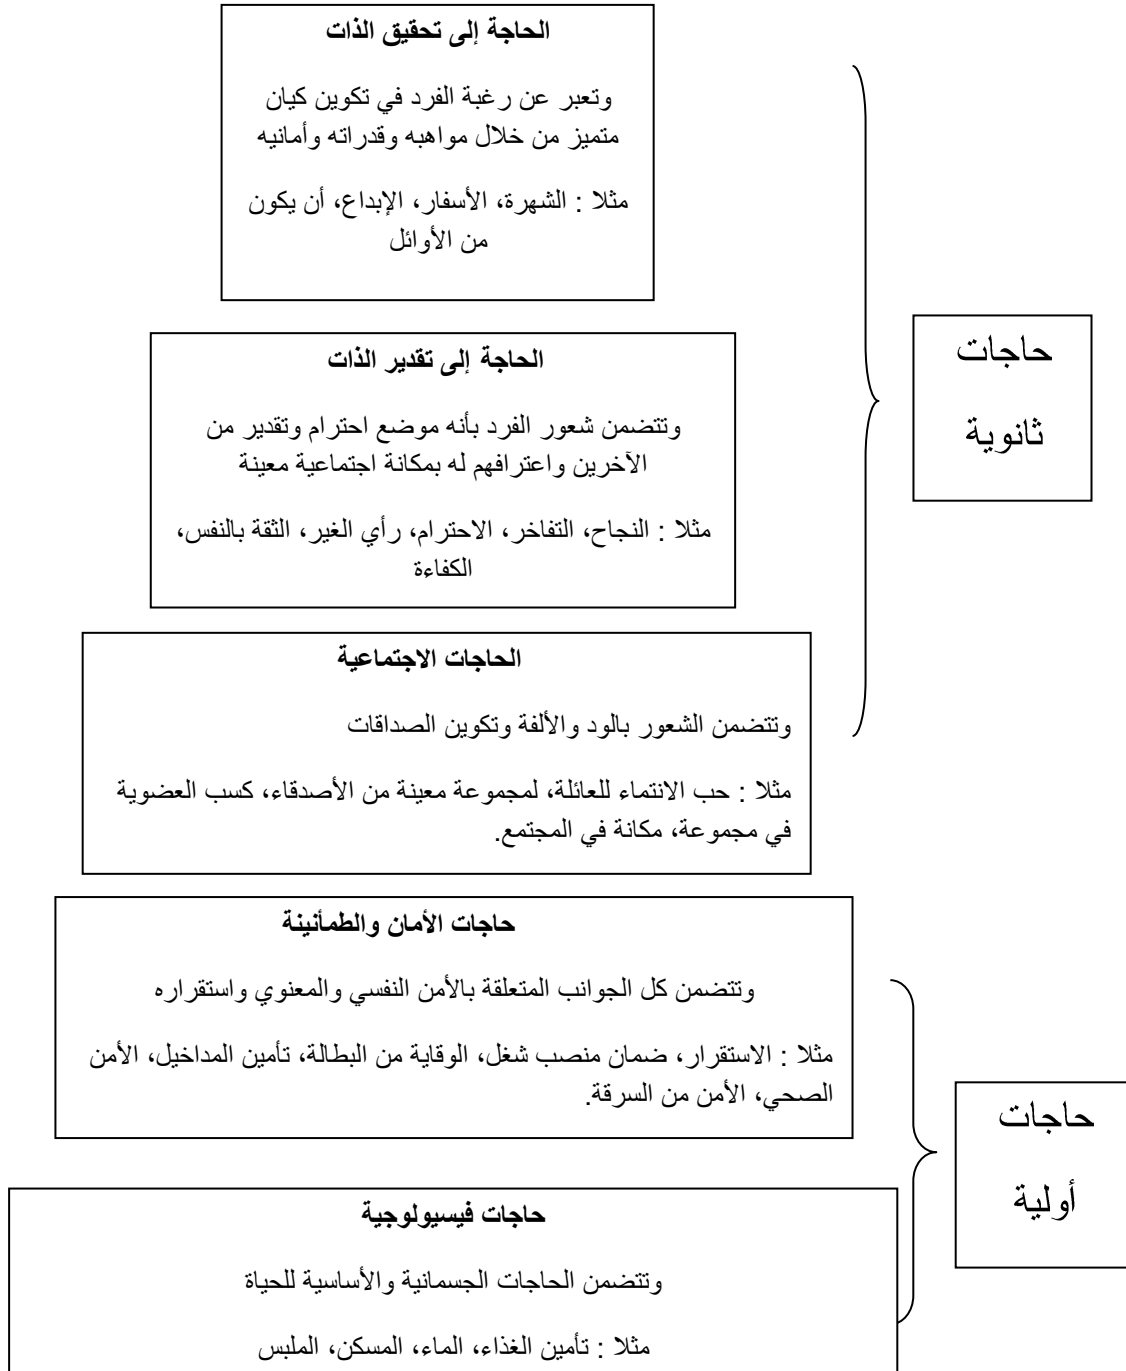 الحاجة إلى تحقيق الذات
وتعبر عن رغبة الفرد في تكوين كيان
متميز من خلال مواهبه وقدراته وأمانيه
مثلا : الشهرة، الأسفار، الإبداع، أن يكون
من الأوائل
الحاجة إلى تقدير الذات
وتتضمن شعور الفرد بأنه موضع احترام وتقدير من
الآخرين واعترافهم له بمكانة اجتماعية معينة
مثلا : النجاح، التفاخر، الاحترام، رأي الغير، الثقة بالنفس،
الكفاءة
الحاجات الاجتماعية
وتتضمن الشعور بالود والألفة وتكوين الصداقات
مثلا : حب الانتماء للعائلة، لمجموعة معينة من الأصدقاء، كسب العضوية
في مجموعة، مكانة في المجتمع.
حاجات
ثانوية
حاجات الأمان والطمأنينة
وتتضمن كل الجوانب المتعلقة بالأمن النفسي والمعنوي واستقراره
مثلا : الاستقرار، ضمان منصب شغل، الوقاية من البطالة، تأمين المداخيل، الأمن
الصحي، الأمن من السرقة.
حاجات فيسيولوجية
وتتضمن الحاجات الجسمانية والأساسية للحياة
مثلا : تأمين الغذاء، الماء، المسكن، الملبس
حاجات
أولية